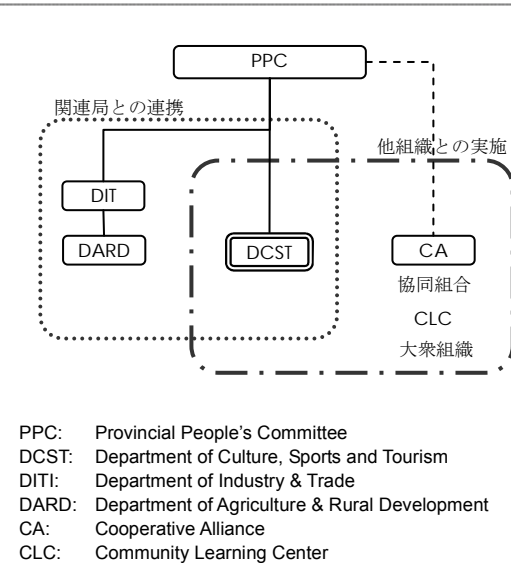 PPC
関連局との連携
他組織との実施
DIT
DARD
DCST
CA
協同組合
CLC
大衆組織
PPC: Provincial People's Committee
DCST: Department of Culture, Sports and Tourism
DITI: Department of Industry & Trade
DARD: Department of Agriculture & Rural Development
CA: Cooperative Alliance
CLC: Community Learning Center